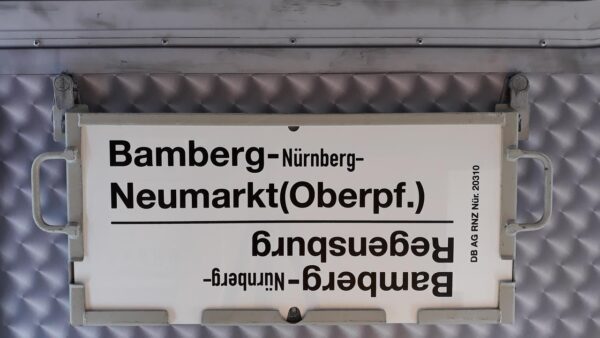 Bamberg-Nürnberg-
Neumarkt(Oberpf.)
Bamberg-Nürnberg-
Regensburg
DB AG RNZ Nür. 20310